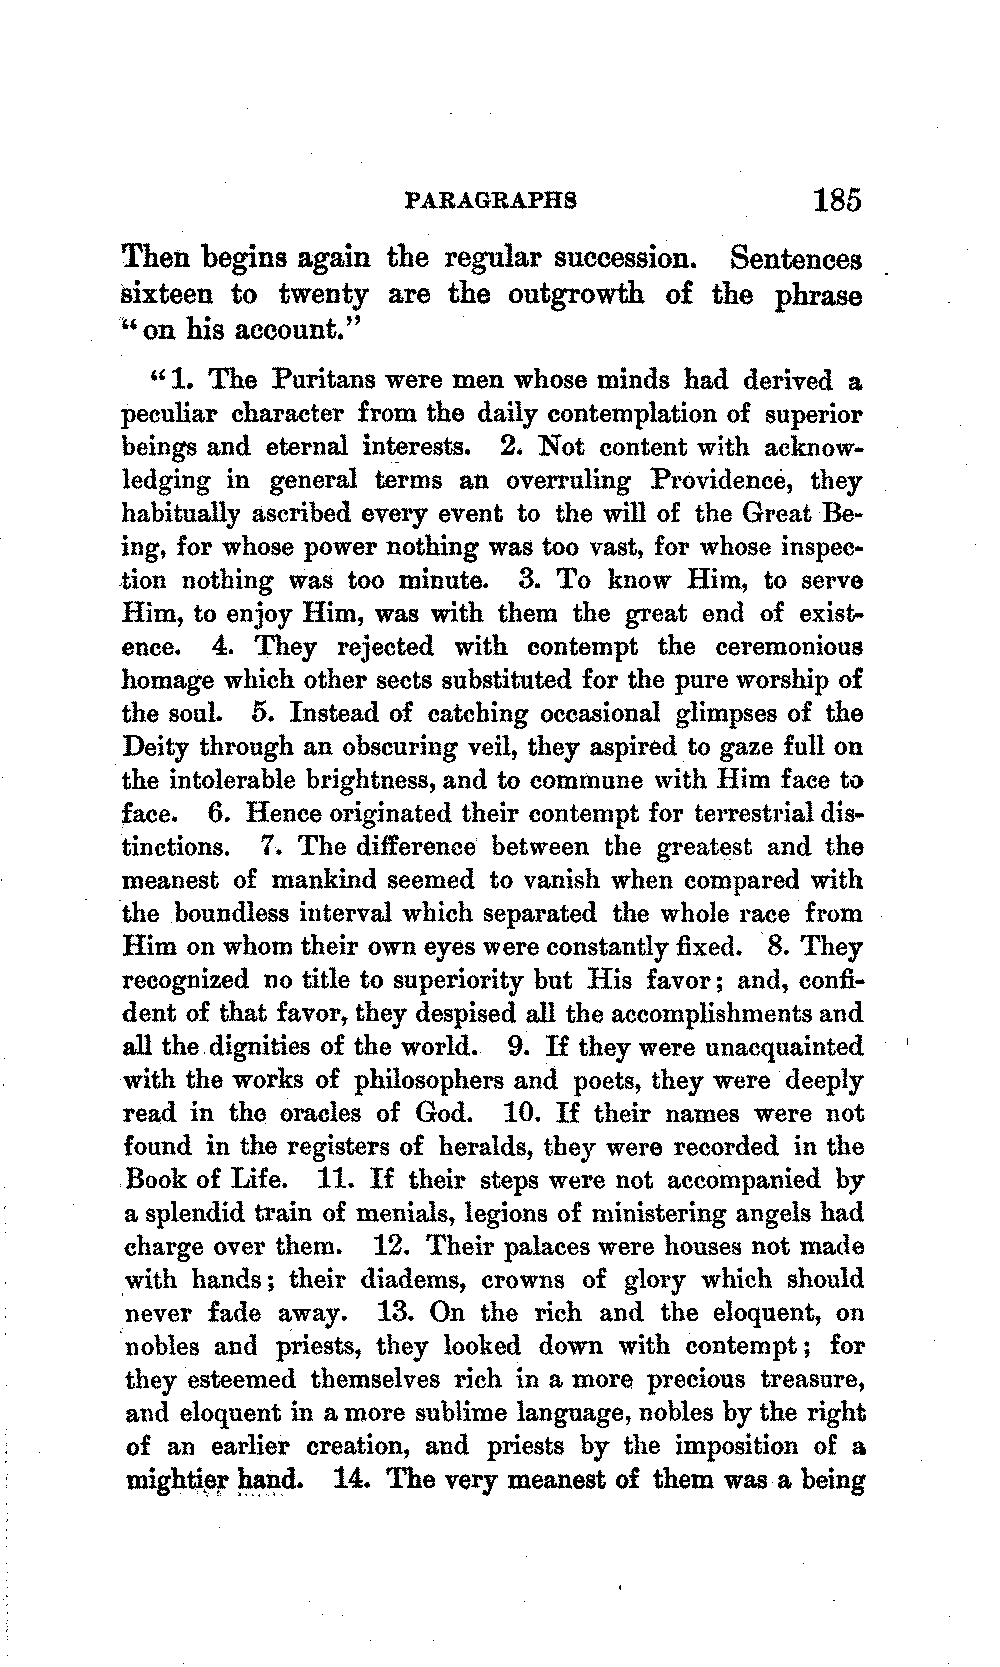 PARAGRAPHS 185
Then begins again the regular succession. Sentences
sixteen to twenty are the outgrowth of the phrase
“on his account.”
“1. The Puritans were men whose minds had derived a
peculiar character from the daily contemplation of superior
beings and eternal interests. 2. Not content with acknow-
ledging in general terms an overruling Providence, they
habitually ascribed every event to the will of the Great Be-
ing, for whose power nothing was too vast, for whose inspec-
tion nothing was too minute. 3. To know Him, to serve
Him, to enjoy Him, was with them the great end of exist-
ence. 4. They rejected with contempt the ceremonious
homage which other sects substituted for the pure worship of
the soul. 5. Instead of catching occasional glimpses of the
Deity through an obscuring veil, they aspired to gaze full on
the intolerable brightness, and to commune with Him face to
face. 6. Hence originated their contempt for terrestrial dis-
tinctions. 7. The difference between the greatest and the
meanest of mankind seemed to vanish when compared with
the boundless interval which separated the whole race from
Him on whom their own eyes were constantly fixed. 8. They
recognized no title to superiority but His favor; and, confi-
dent of that favor, they despised all the accomplishments and
all the dignities of the world. 9. If they were unacquainted
with the works of philosophers and poets, they were deeply
read in the oracles of God. 10. If their names were not
found in the registers of heralds, they were recorded in the
Book of Life. 11. If their steps were not accompanied by
a splendid train of menials, legions of ministering angels had
charge over them. 12. Their palaces were houses not made
with hands; their diadems, crowns of glory which should
never fade away. 13. On the rich and the eloquent, on
nobles and priests, they looked down with contempt; for
they esteemed themselves rich in a more precious treasure,
and eloquent in a more sublime language, nobles by the right
of an earlier creation, and priests by the imposition of a
mightier hand. 14. The very meanest of them was a being